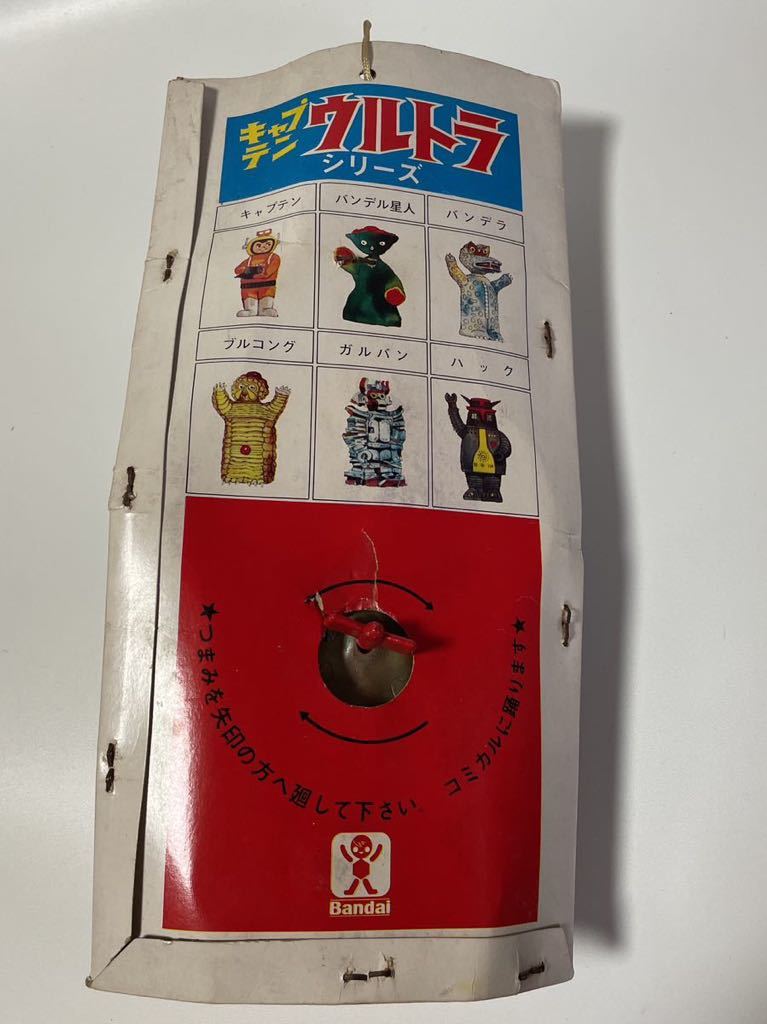 キャプテン
ウルトラ
シリーズ
キャプテン バンデル星人 バンデラ
ブルコング ガルバン ハック
★つまみを矢印の方へ廻して下さい。コミカルに踊ります★
Bandai